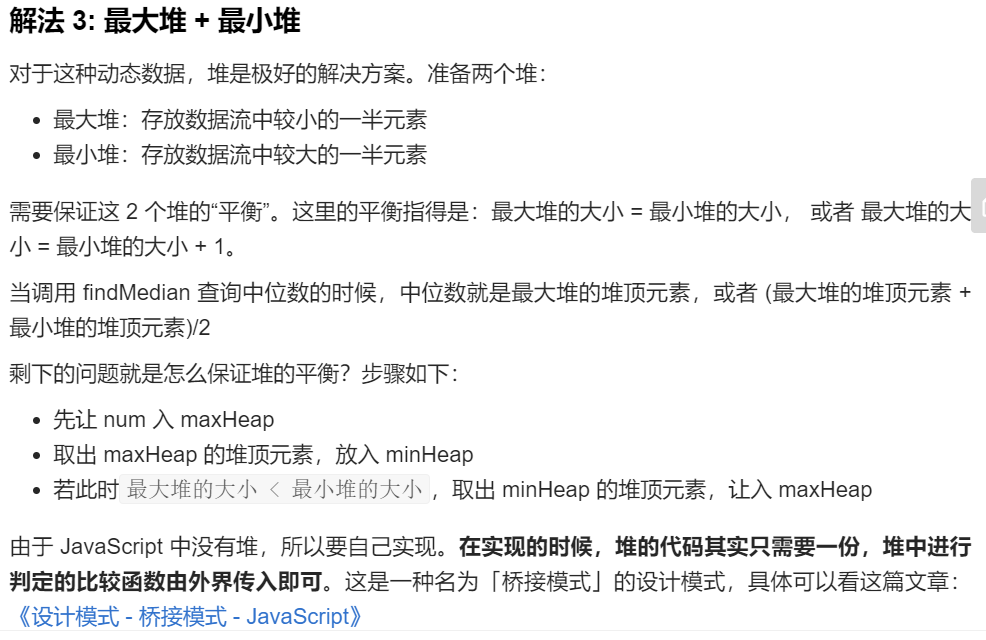 解法 3: 最大堆 + 最小堆
对于这种动态数据，堆是极好的解决方案。准备两个堆：
• 最大堆：存放数据流中较小的一半元素
• 最小堆：存放数据流中较大的一半元素
需要保证这 2 个堆的“平衡”。这里的平衡指得是：最大堆的大小 = 最小堆的大小， 或者 最大堆的大
小 = 最小堆的大小 + 1。
当调用 findMedian 查询中位数的时候，中位数就是最大堆的堆顶元素，或者 (最大堆的堆顶元素 +
最小堆的堆顶元素)/2
剩下的问题就是怎么保证堆的平衡？步骤如下：
• 先让 num 入 maxHeap
• 取出 maxHeap 的堆顶元素，放入 minHeap
• 若此时 最大堆的大小 < 最小堆的大小 ，取出 minHeap 的堆顶元素，让入 maxHeap
由于 JavaScript 中没有堆，所以要自己实现。在实现的时候，堆的代码其实只需要一份，堆中进行
判定的比较函数由外界传入即可。这是一种名为「桥接模式」的设计模式，具体可以看这篇文章：
《设计模式 - 桥接模式 - JavaScript》